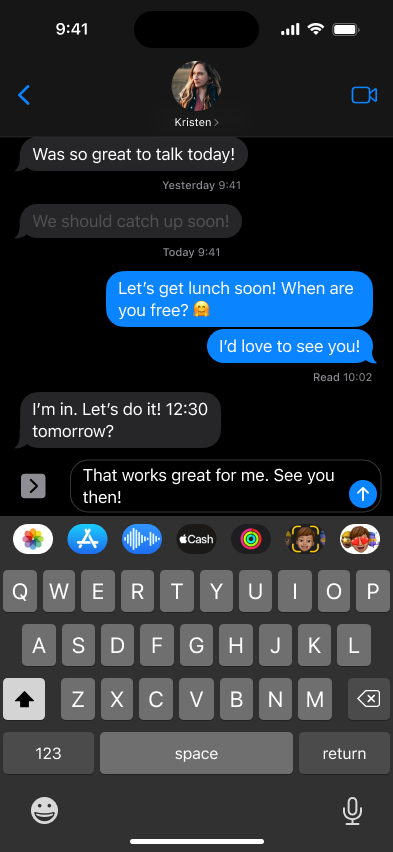 9:41
Kristen >
Was so great to talk today!
Yesterday 9:41
We should catch up soon!
Today 9:41
Let’s get lunch soon! When are
you free? 🤗
I’d love to see you!
Read 10:02
I’m in. Let’s do it! 12:30
tomorrow?
That works great for me. See you
then!
Cash
Q W E R T Y U I O P
A S D F G H J K L
Z X C V B N M
123 space return